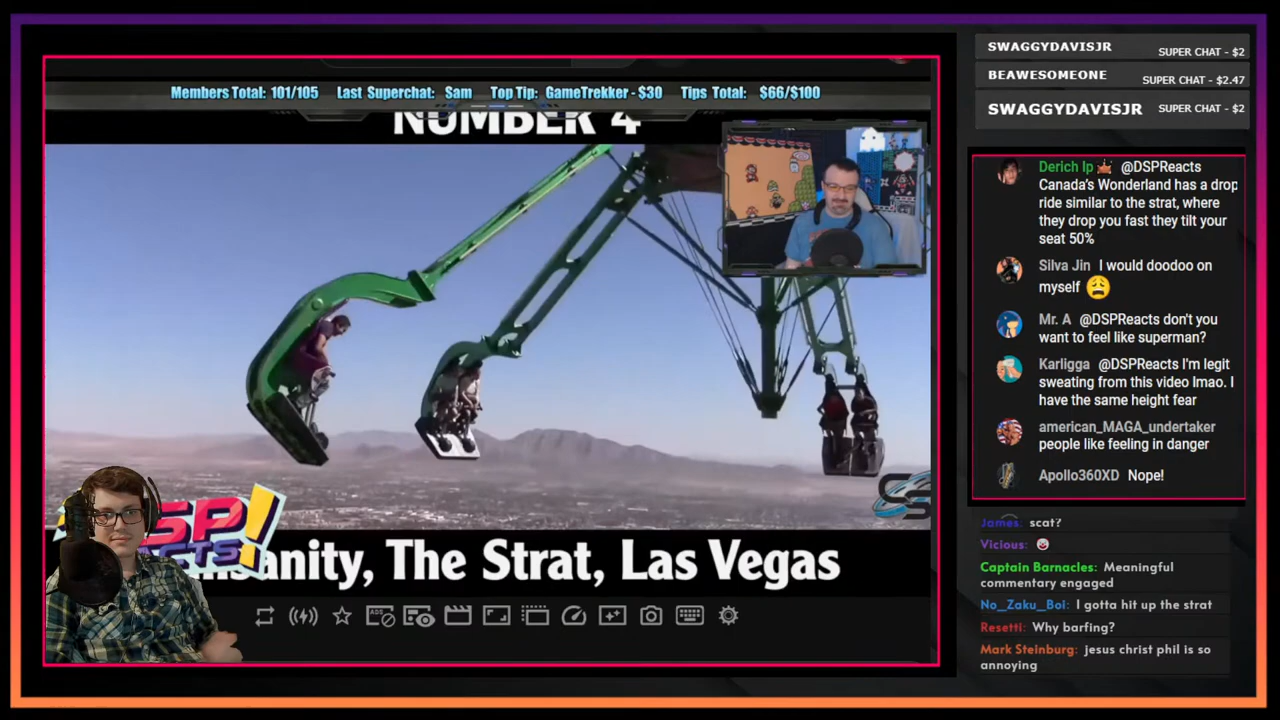 Members Total: 101/105 Last Superchat: Sam Top Tip: GameTrekker - $30 Tips Total: $66/$100
NUMBER 4
SP!
anity, The Strat, Las Vegas
ADS
SWAGGYDAVISJR SUPER CHAT - $2
BEAWESOMEONE SUPER CHAT - $2.47
SWAGGYDAVISJR SUPER CHAT - $2
Derich Ip @DSPReacts
Canada's Wonderland has a drop
ride similar to the strat, where
they drop you fast they tilt your
seat 50%
Silva Jin I would doodoo on
myself
Mr. A @DSPReacts don't you
want to feel like superman?
Karligga @DSPReacts I'm legit
sweating from this video lmao. I
have the same height fear
american_MAGA_undertaker
people like feeling in danger
Apollo360XD Nope!
James: scat?
Vicious:
Captain Barnacles: Meaningful
commentary engaged
No_Zaku_Boi: I gotta hit up the strat
Resetti: Why barfing?
Mark Steinburg: jesus christ phil is so
annoying